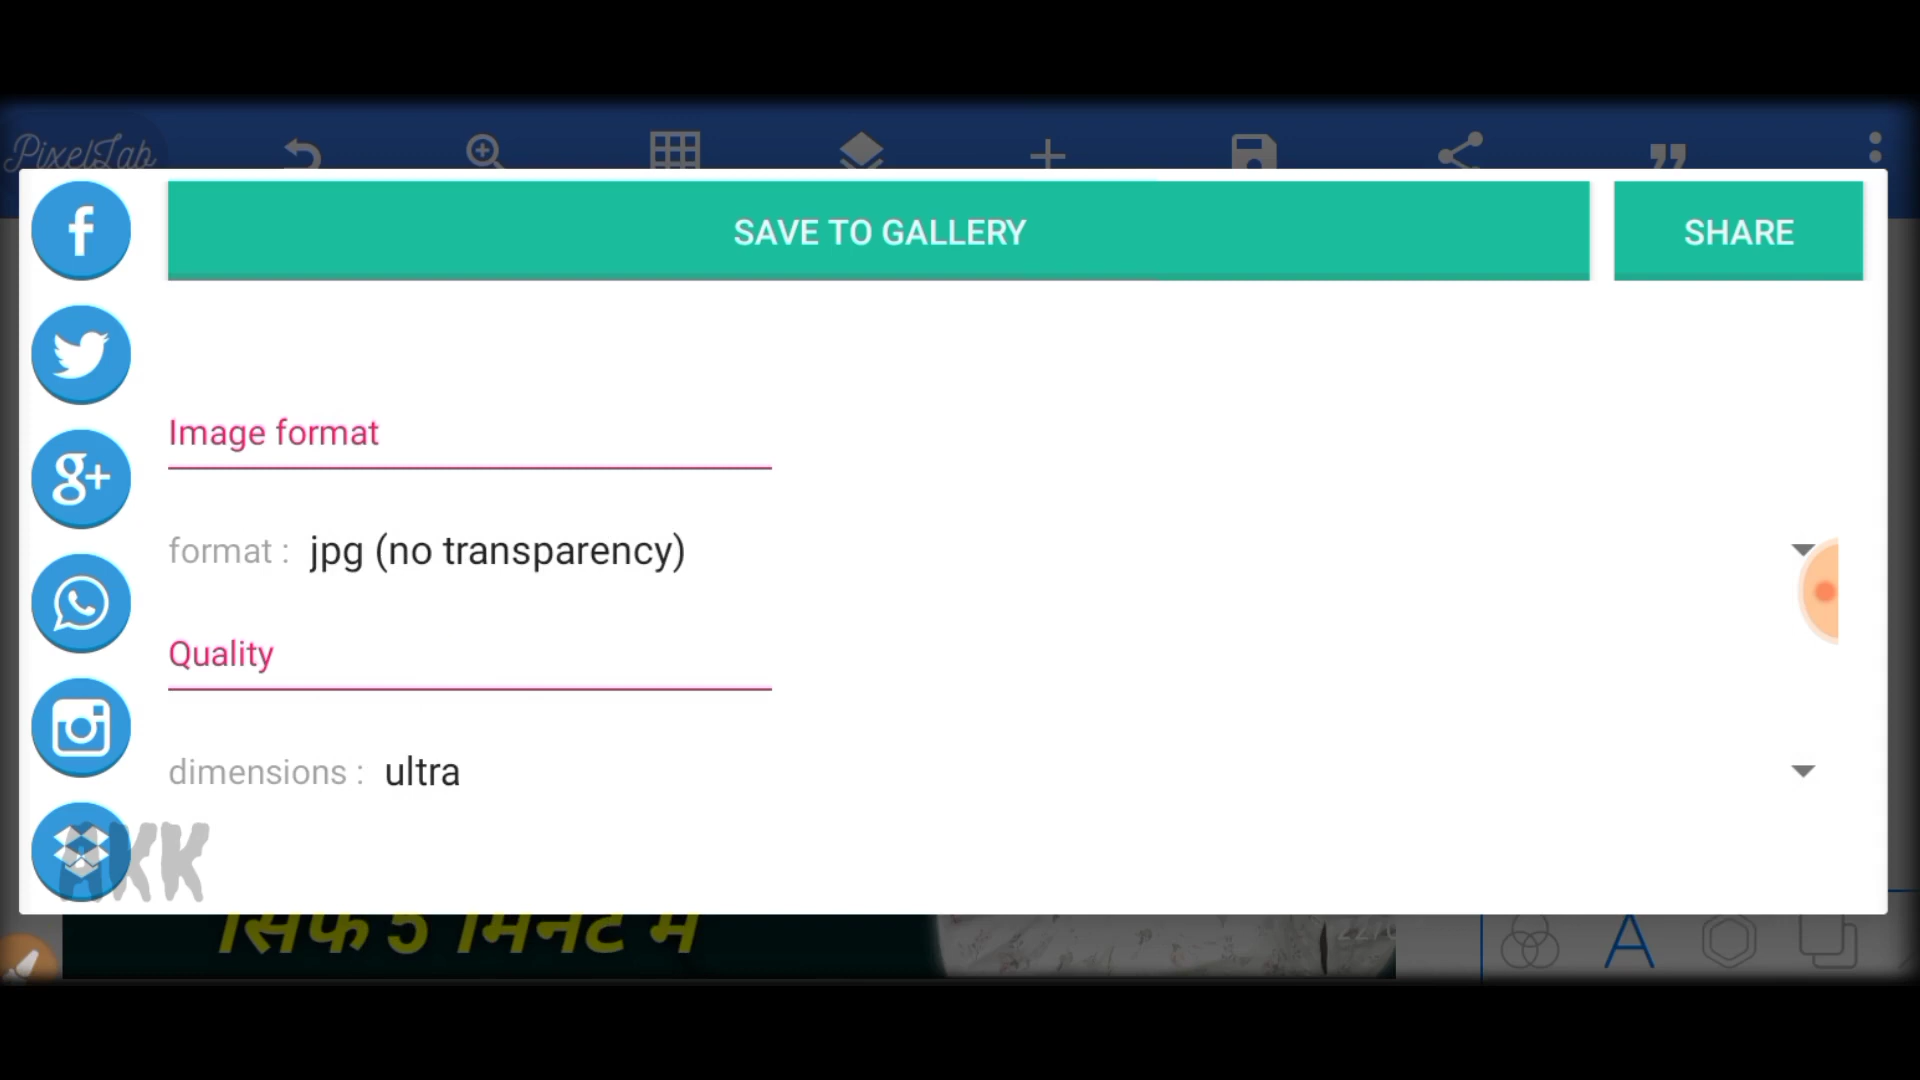 PixelLab
SAVE TO GALLERY
SHARE
Image format
format : jpg (no transparency)
Quality
dimensions : ultra
AKK
सिर्फ 5 मिनट में